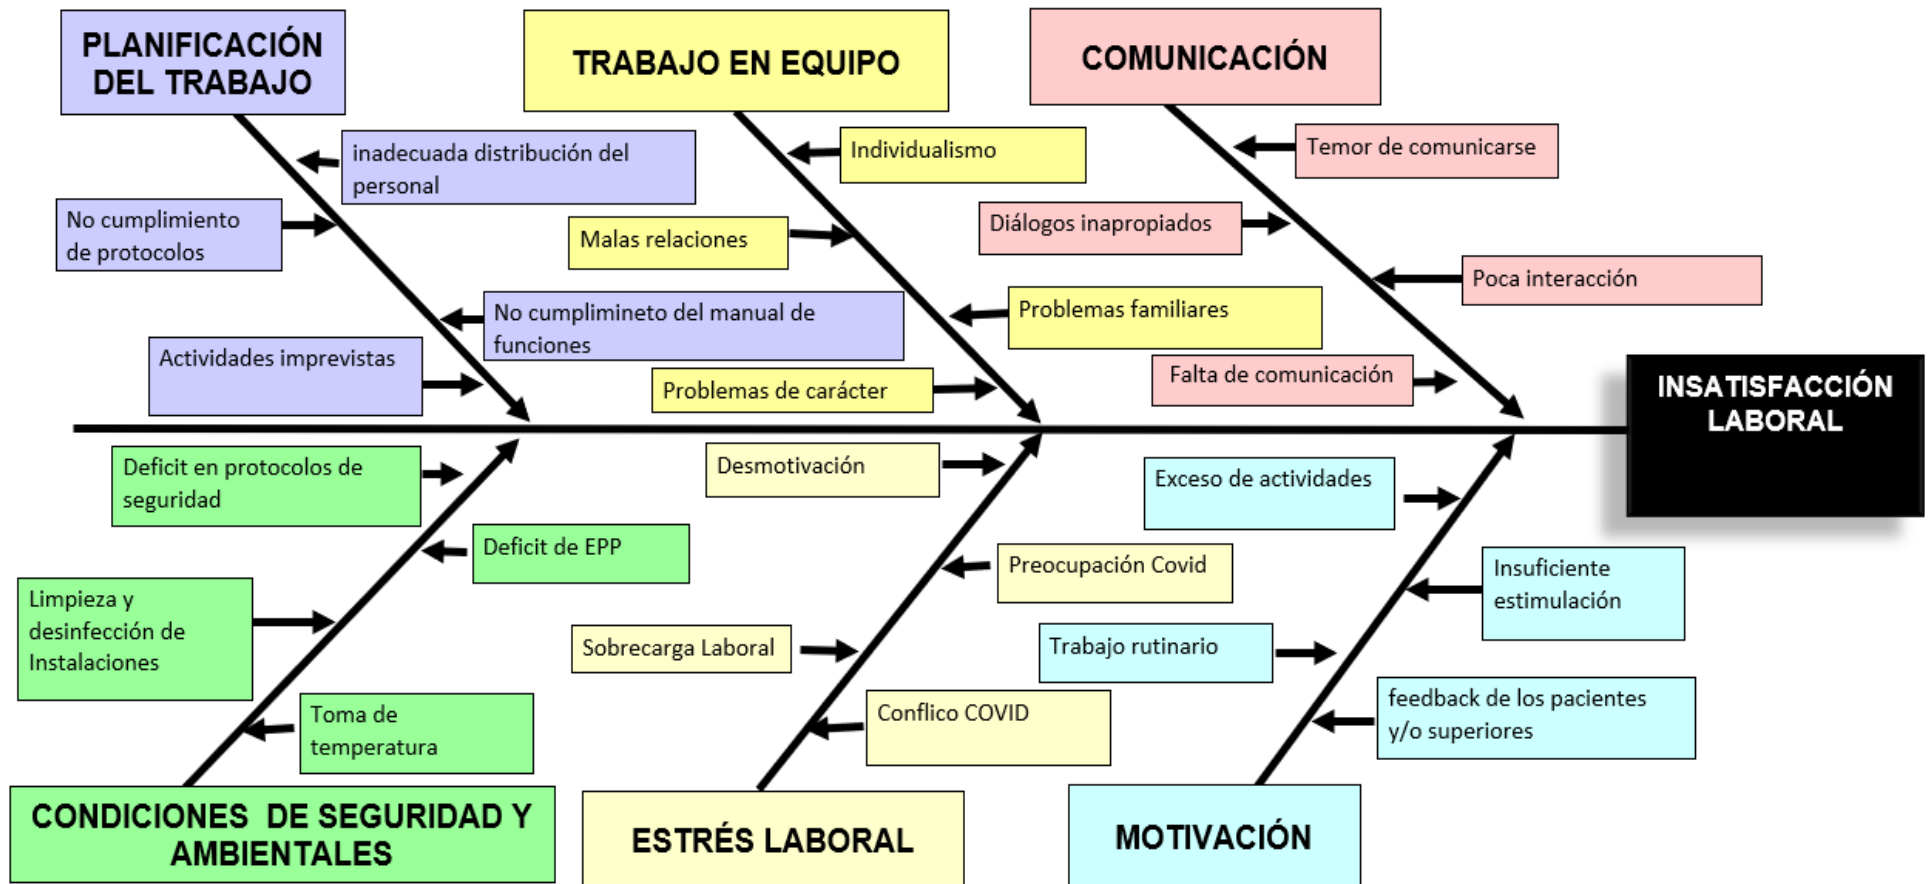 PLANIFICACIÓN
DEL TRABAJO
TRABAJO EN EQUIPO
COMUNICACIÓN
inadecuada distribución del
personal
No cumplimiento
de protocolos
No cumplimineto del manual de
funciones
Actividades imprevistas
Individualismo
Malas relaciones
Problemas familiares
Problemas de carácter
Temor de comunicarse
Diálogos inapropiados
Poca interacción
Falta de comunicación
INSATISFACCIÓN
LABORAL
Deficit en protocolos de
seguridad
Deficit de EPP
Limpieza y
desinfección de
Instalaciones
Toma de
temperatura
Desmotivación
Preocupación Covid
Sobrecarga Laboral
Conflico COVID
Exceso de actividades
Insuficiente
estimulación
Trabajo rutinario
feedback de los pacientes
y/o superiores
CONDICIONES DE SEGURIDAD Y
AMBIENTALES
ESTRÉS LABORAL
MOTIVACIÓN